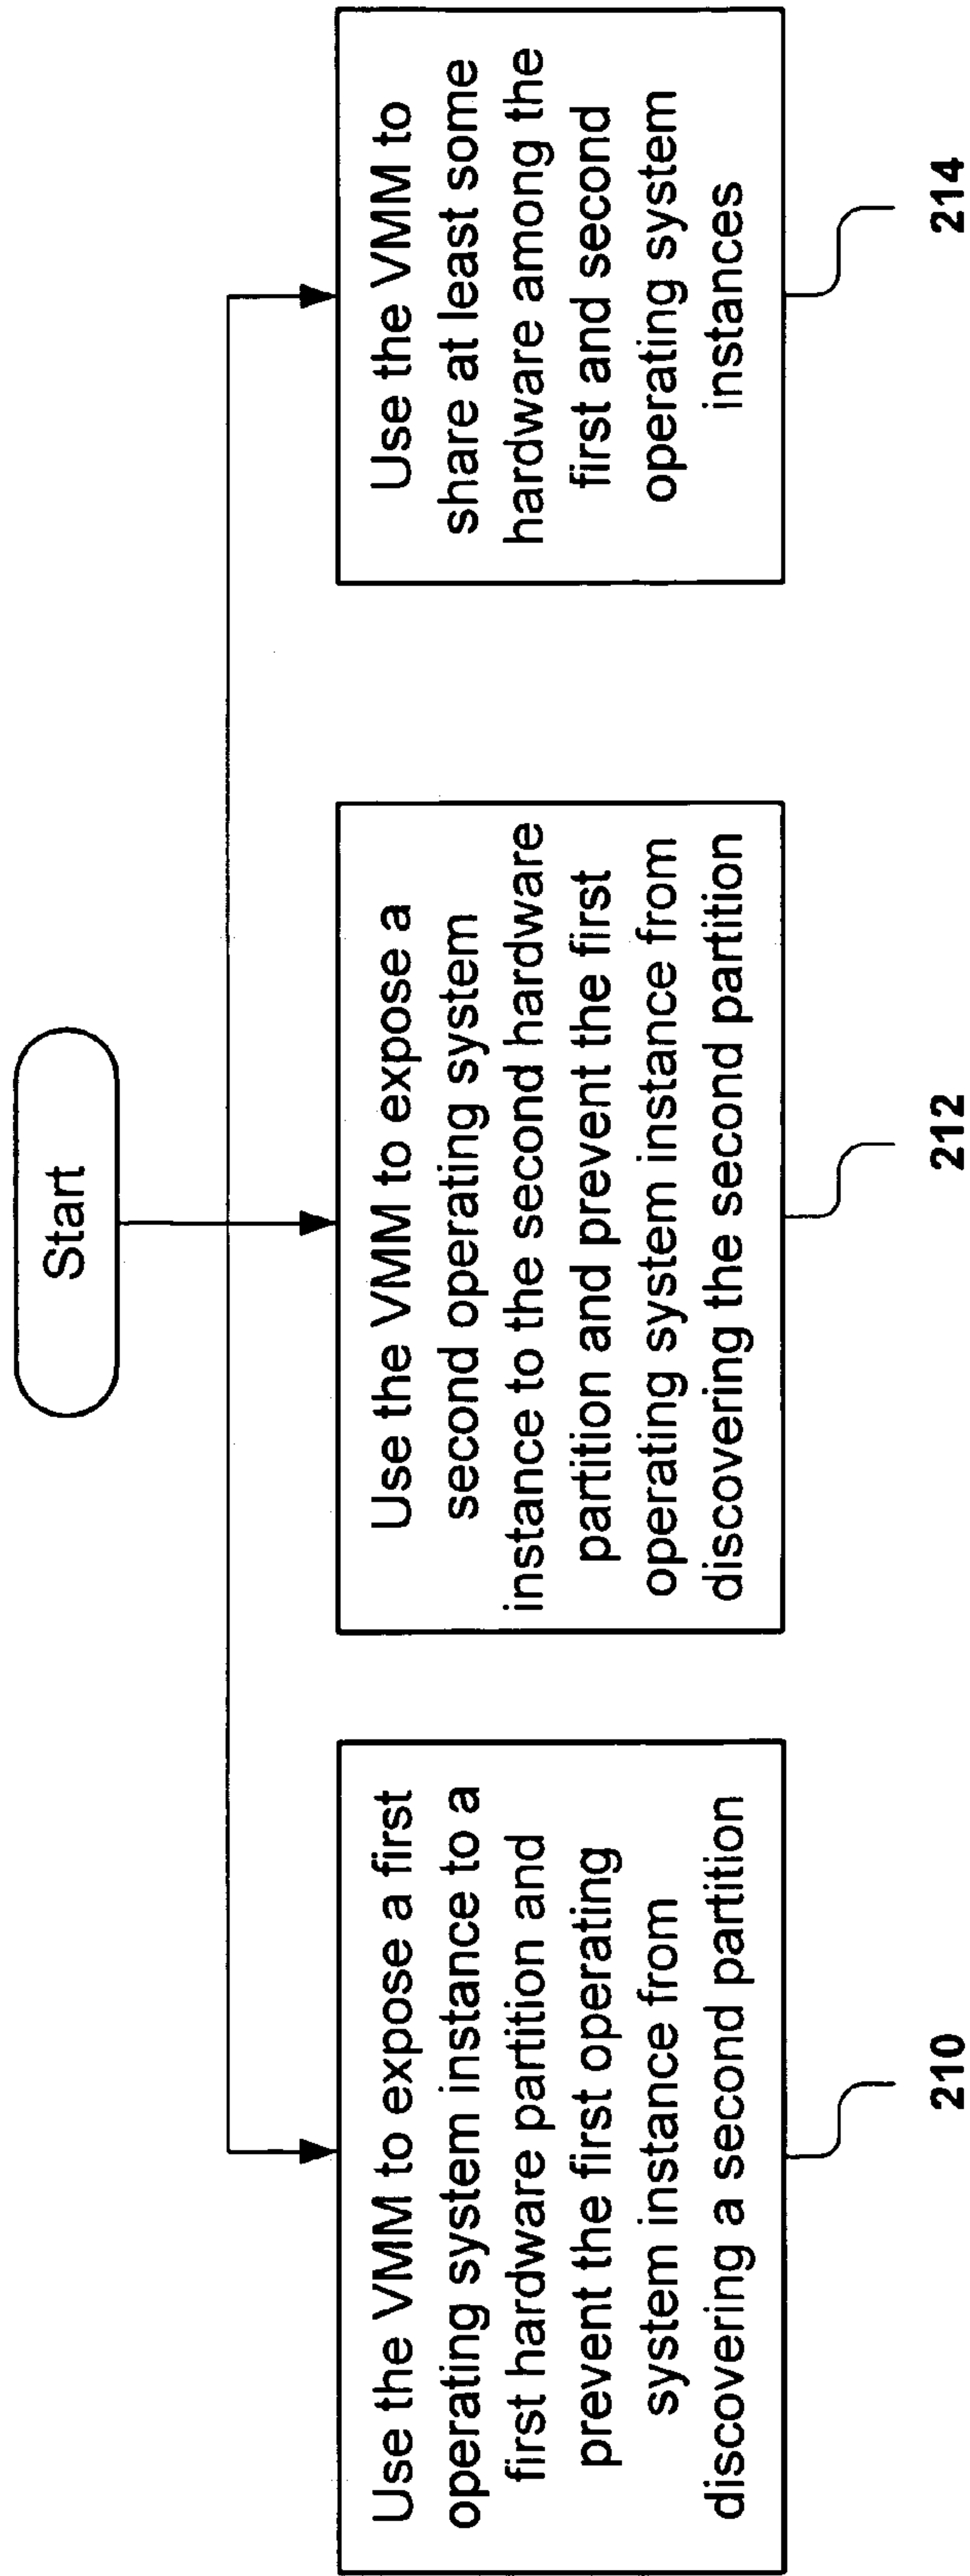 Start
Use the VMM to expose a first
operating system instance to a
first hardware partition and
prevent the first operating
system instance from
discovering a second partition
210
Use the VMM to expose a
second operating system
instance to the second hardware
partition and prevent the first
operating system instance from
discovering the second partition
212
Use the VMM to
share at least some
hardware among the
first and second
operating system
instances
214